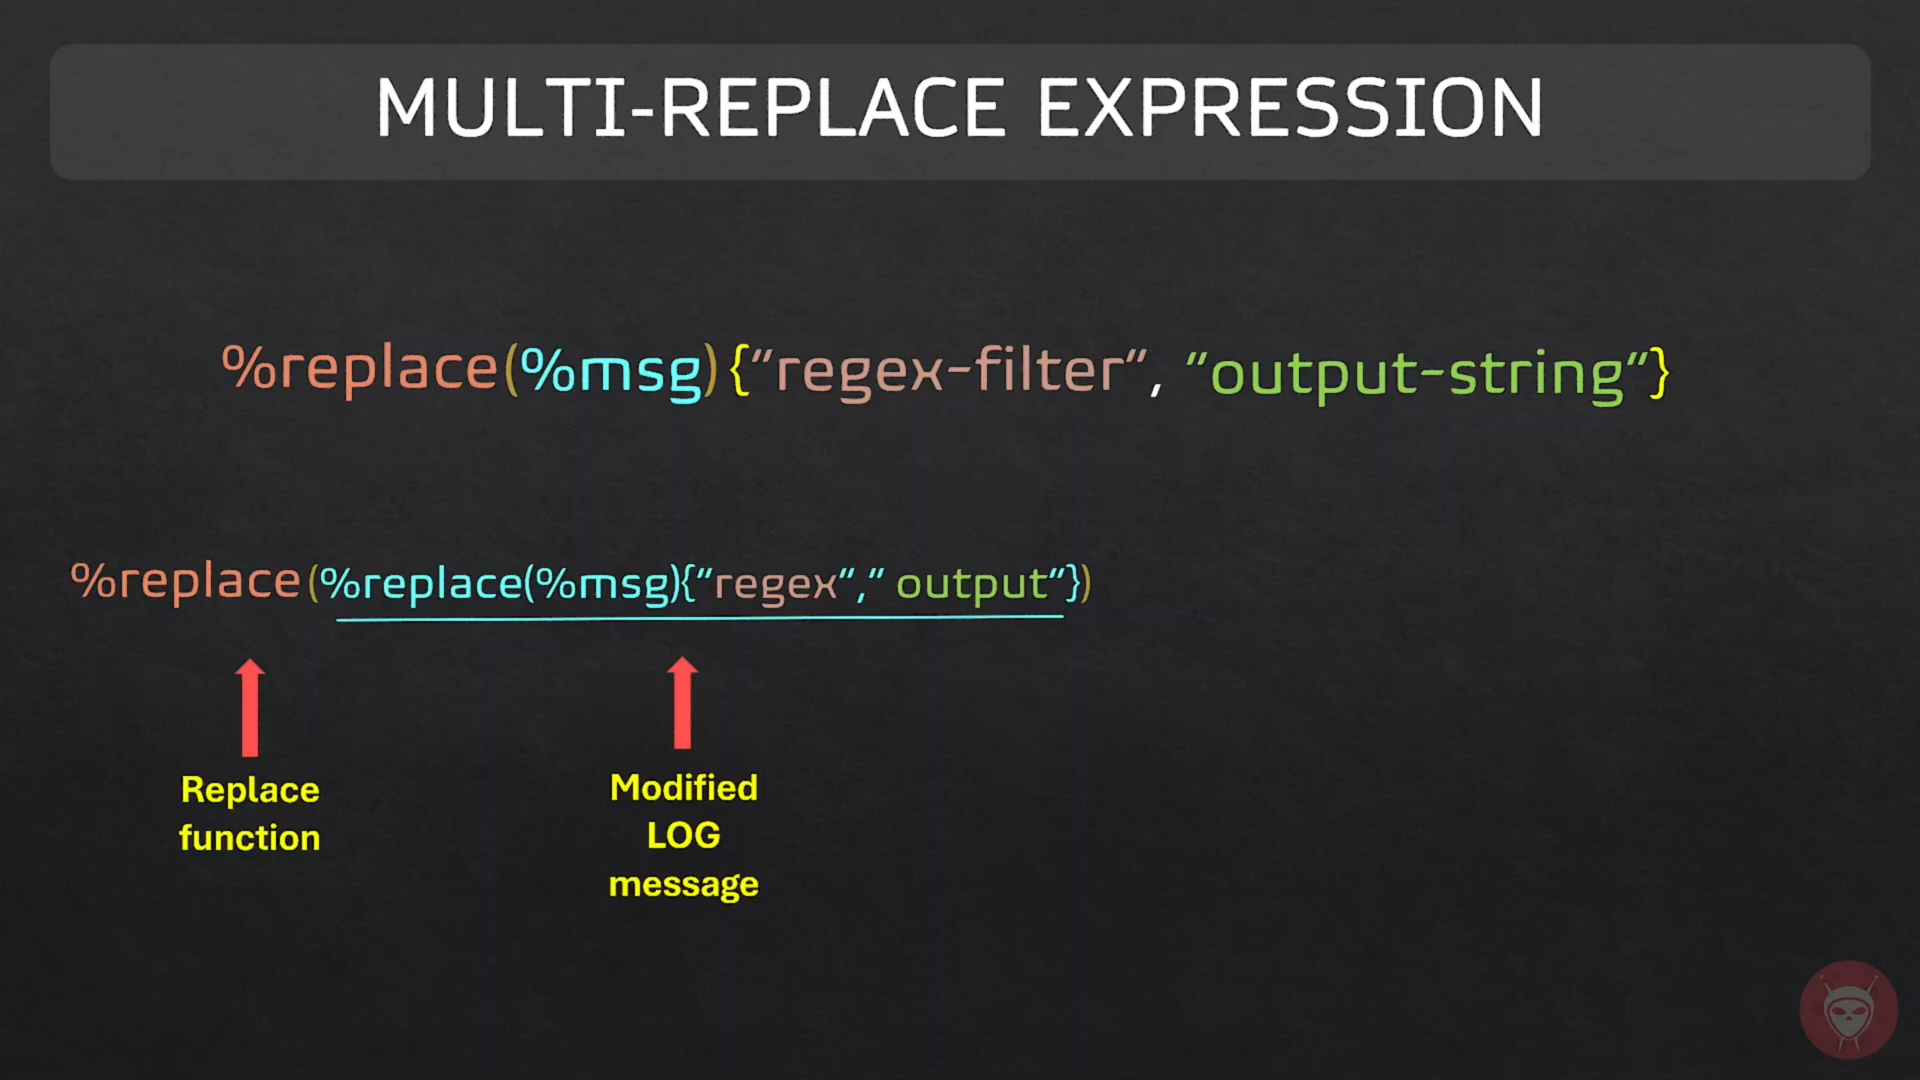 MULTI-REPLACE EXPRESSION
%replace(%msg){”regex-filter“, ”output-string“}
%replace(%replace(%msg){“regex“,” output“})
Replace
function
Modified
LOG
message